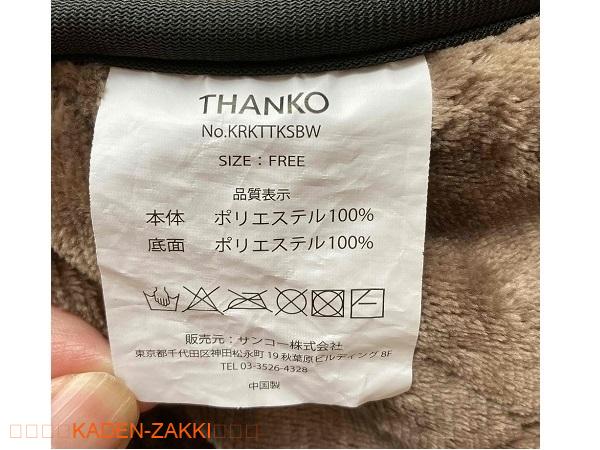 THANKO
No.KRKTTKSBW
SIZE：FREE
品質表示
本体　ポリエステル100%
底面　ポリエステル100%
販売元：サンコー株式会社
東京都千代田区神田松永町 19 秋葉原ビルディング 8F
TEL 03-3526-4328
中国製
□□□□KADEN-ZAKKI□□□□